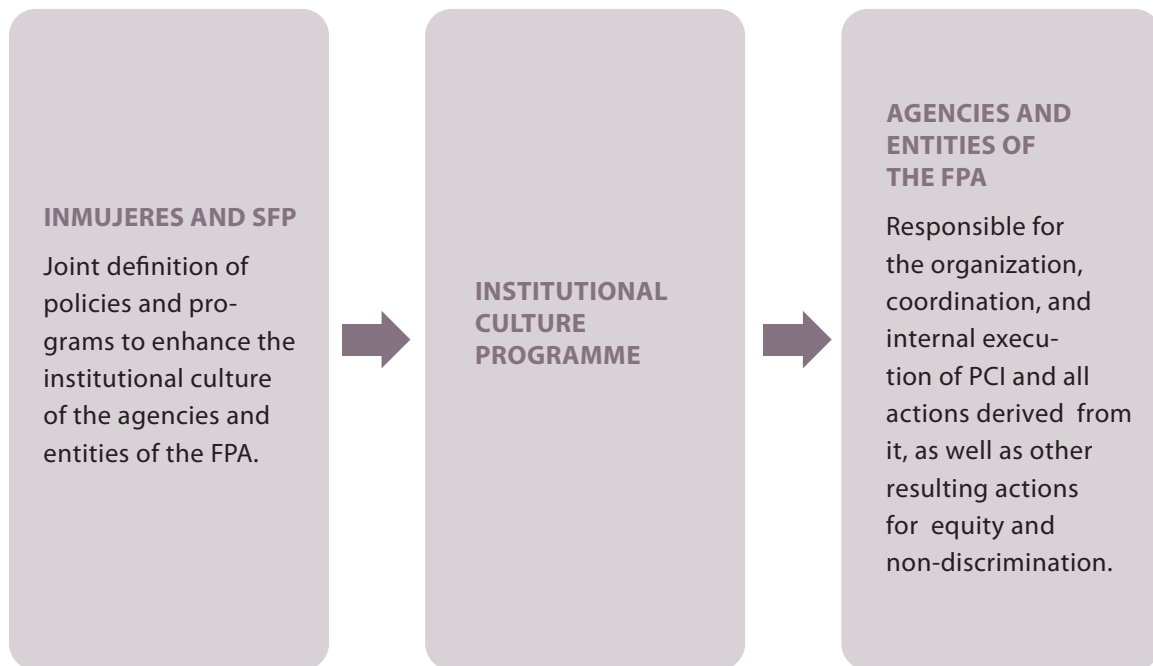 INMUJERES AND SFP
Joint definition of
policies and pro-
grams to enhance the
institutional culture
of the agencies and
entities of the FPA.
INSTITUTIONAL
CULTURE
PROGRAMME
AGENCIES AND
ENTITIES OF
THE FPA
Responsible for
the organization,
coordination, and
internal execu-
tion of PCI and all
actions derived  from
it, as well as other
resulting actions
for  equity and
non-discrimination.